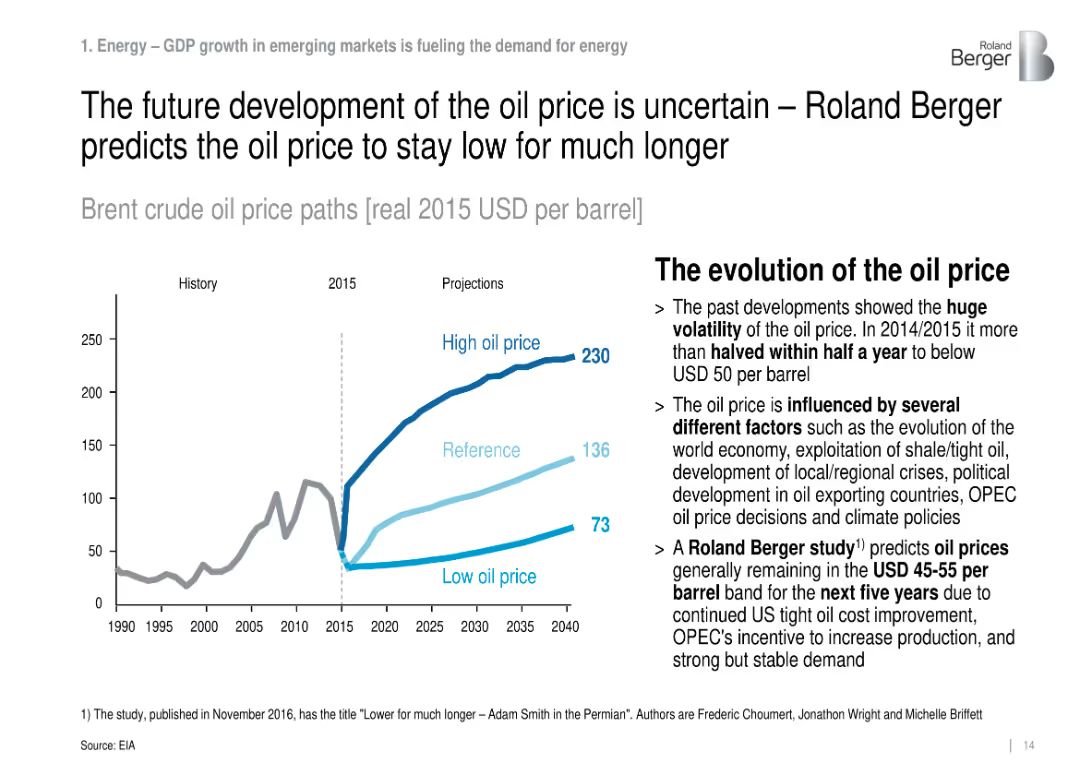 1. Energy – GDP growth in emerging markets is fueling the demand for energy
Roland
Berger
B
The future development of the oil price is uncertain – Roland Berger
predicts the oil price to stay low for much longer
Brent crude oil price paths [real 2015 USD per barrel]
History
2015
Projections
250
200
150
100
50
0
High oil price
230
Reference
136
73
Low oil price
1990
1995
2000
2005
2010
2015
2020
2025
2030
2035
2040
The evolution of the oil price
> The past developments showed the huge
volatility of the oil price. In 2014/2015 it more
than halved within half a year to below
USD 50 per barrel
> The oil price is influenced by several
different factors such as the evolution of the
world economy, exploitation of shale/tight oil,
development of local/regional crises, political
development in oil exporting countries, OPEC
oil price decisions and climate policies
> A Roland Berger study1) predicts oil prices
generally remaining in the USD 45-55 per
barrel band for the next five years due to
continued US tight oil cost improvement,
OPEC's incentive to increase production, and
strong but stable demand
1) The study, published in November 2016, has the title "Lower for much longer – Adam Smith in the Permian". Authors are Frederic Choumert, Jonathon Wright and Michelle Briffett
Source: EIA
14